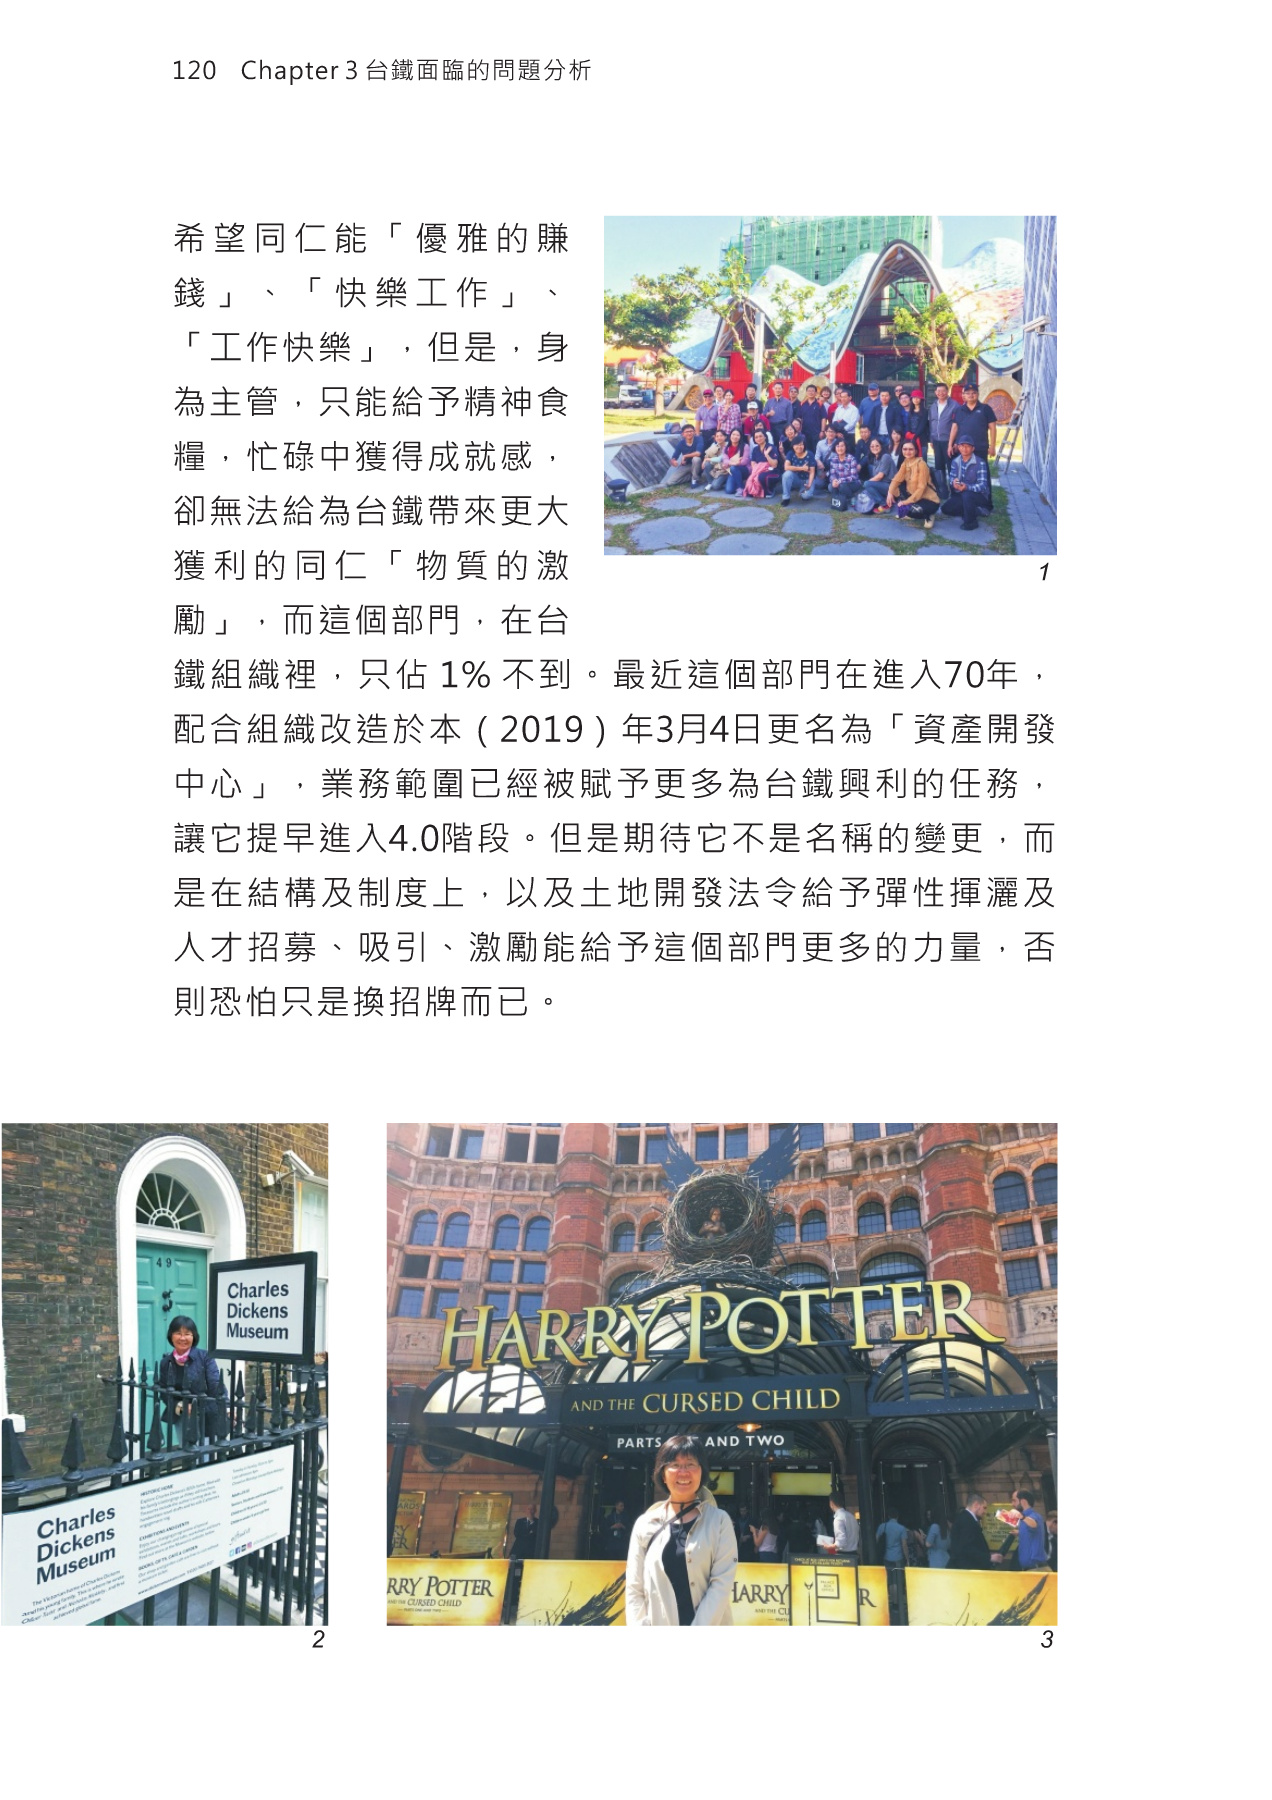 120 Chapter 3 台鐵面臨的問題分析
希望同仁能「優雅的賺
錢」、「快樂工作」、
「工作快樂」，但是，身
為主管，只能給予精神食
糧，忙碌中獲得成就感，
卻無法給為台鐵帶來更大
獲利的同仁「物質的激
勵」，而這個部門，在台
鐵組織裡，只佔 1% 不到。最近這個部門在進入70年，
配合組織改造於本（2019）年3月4日更名為「資產開發
中心」，業務範圍已經被賦予更多為台鐵興利的任務，
讓它提早進入4.0階段。但是期待它不是名稱的變更，而
是在結構及制度上，以及土地開發法令給予彈性揮灑及
人才招募、吸引、激勵能給予這個部門更多的力量，否
則恐怕只是換招牌而已。
1
49
Charles
Dickens
Museum
Charles
Dickens
Museum
HISTORIC HOME
2
HARRY POTTER
AND THE CURSED CHILD
PARTS AND TWO
RRY POTTER
AND THE CURSED CHILD
HARRY
R
3